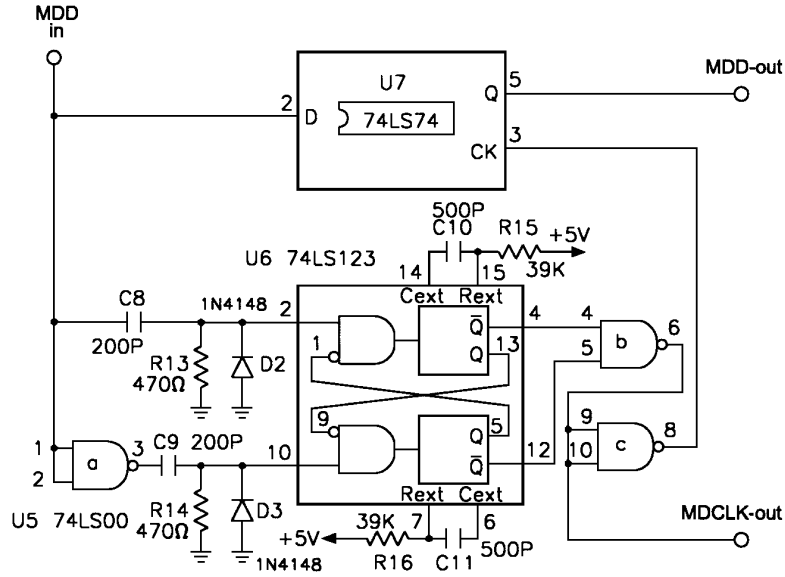 MDD
in
U7
2
D
74LS74
Q
5
MDD-out
3
CK
500P
C10
R15
+5V
39K
U6 74LS123
14
15
Cext
Rext
C8
1N4148
2
200P
R13
470Ω
D2
1
Q
4
Q
13
4
5
b
6
9
10
c
8
9
Q
5
Q
12
1
2
a
3
C9
200P
10
R14
470Ω
D3
U5 74LS00
1N4148
Rext
Cext
7
6
+5V
39K
R16
C11
500P
MDCLK-out